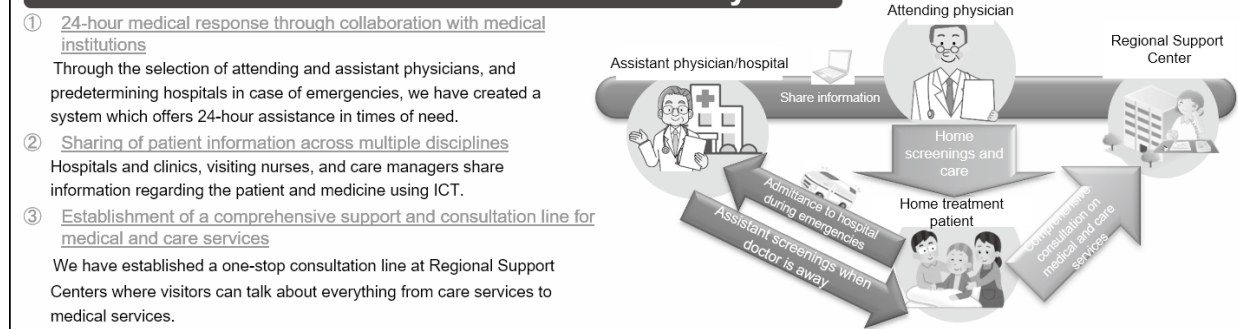 ① 24-hour medical response through collaboration with medical
institutions
Through the selection of attending and assistant physicians, and
predetermining hospitals in case of emergencies, we have created a
system which offers 24-hour assistance in times of need.
② Sharing of patient information across multiple disciplines
Hospitals and clinics, visiting nurses, and care managers share
information regarding the patient and medicine using ICT.
③ Establishment of a comprehensive support and consultation line for
medical and care services
We have established a one-stop consultation line at Regional Support
Centers where visitors can talk about everything from care services to
medical services.
Attending physician
Regional Support
Center
Assistant physician/hospital
Share information
Home
screenings and
care
Admittance to hospital
during emergencies
Home treatment
patient
Assistant screenings when
doctor is away
Comprehensive
consultation on
medical and care
services